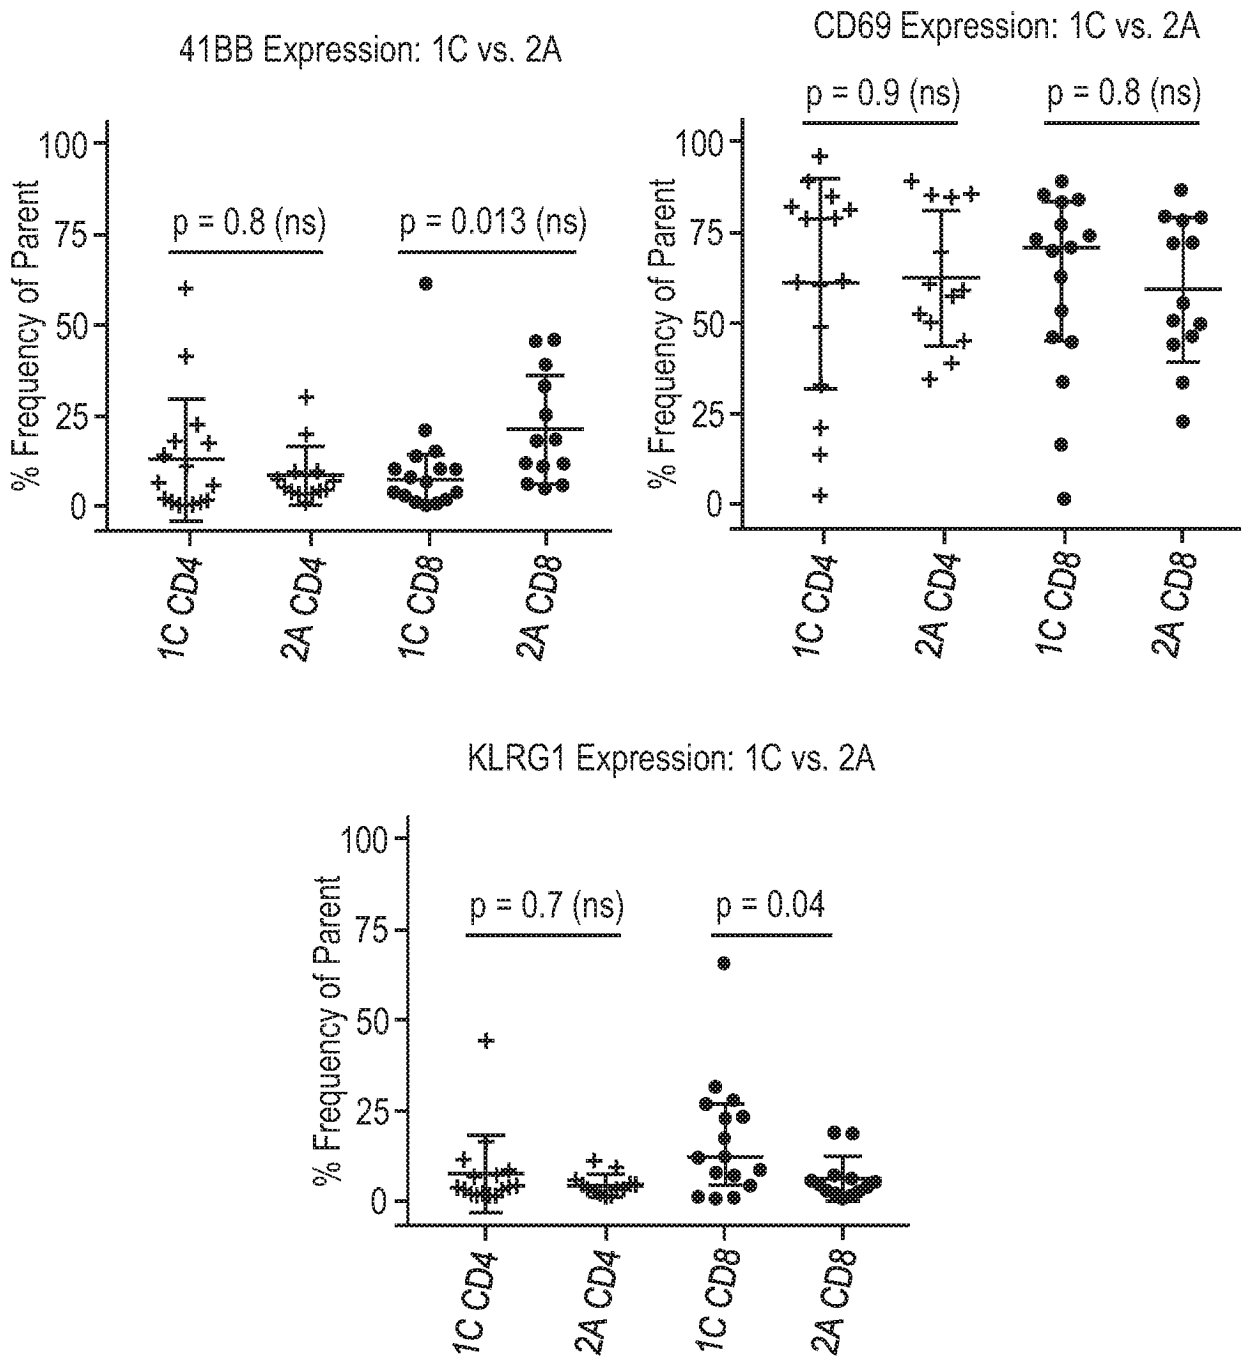 41BB Expression: 1C vs. 2A
% Frequency of Parent
100
75
50
25
0
p = 0.8 (ns)
p = 0.013 (ns)
1C CD4
2A CD4
1C CD8
2A CD8
CD69 Expression: 1C vs. 2A
% Frequency of Parent
100
75
50
25
0
p = 0.9 (ns)
p = 0.8 (ns)
1C CD4
2A CD4
1C CD8
2A CD8
KLRG1 Expression: 1C vs. 2A
% Frequency of Parent
100
75
50
25
0
p = 0.7 (ns)
p = 0.04
1C CD4
2A CD4
1C CD8
2A CD8